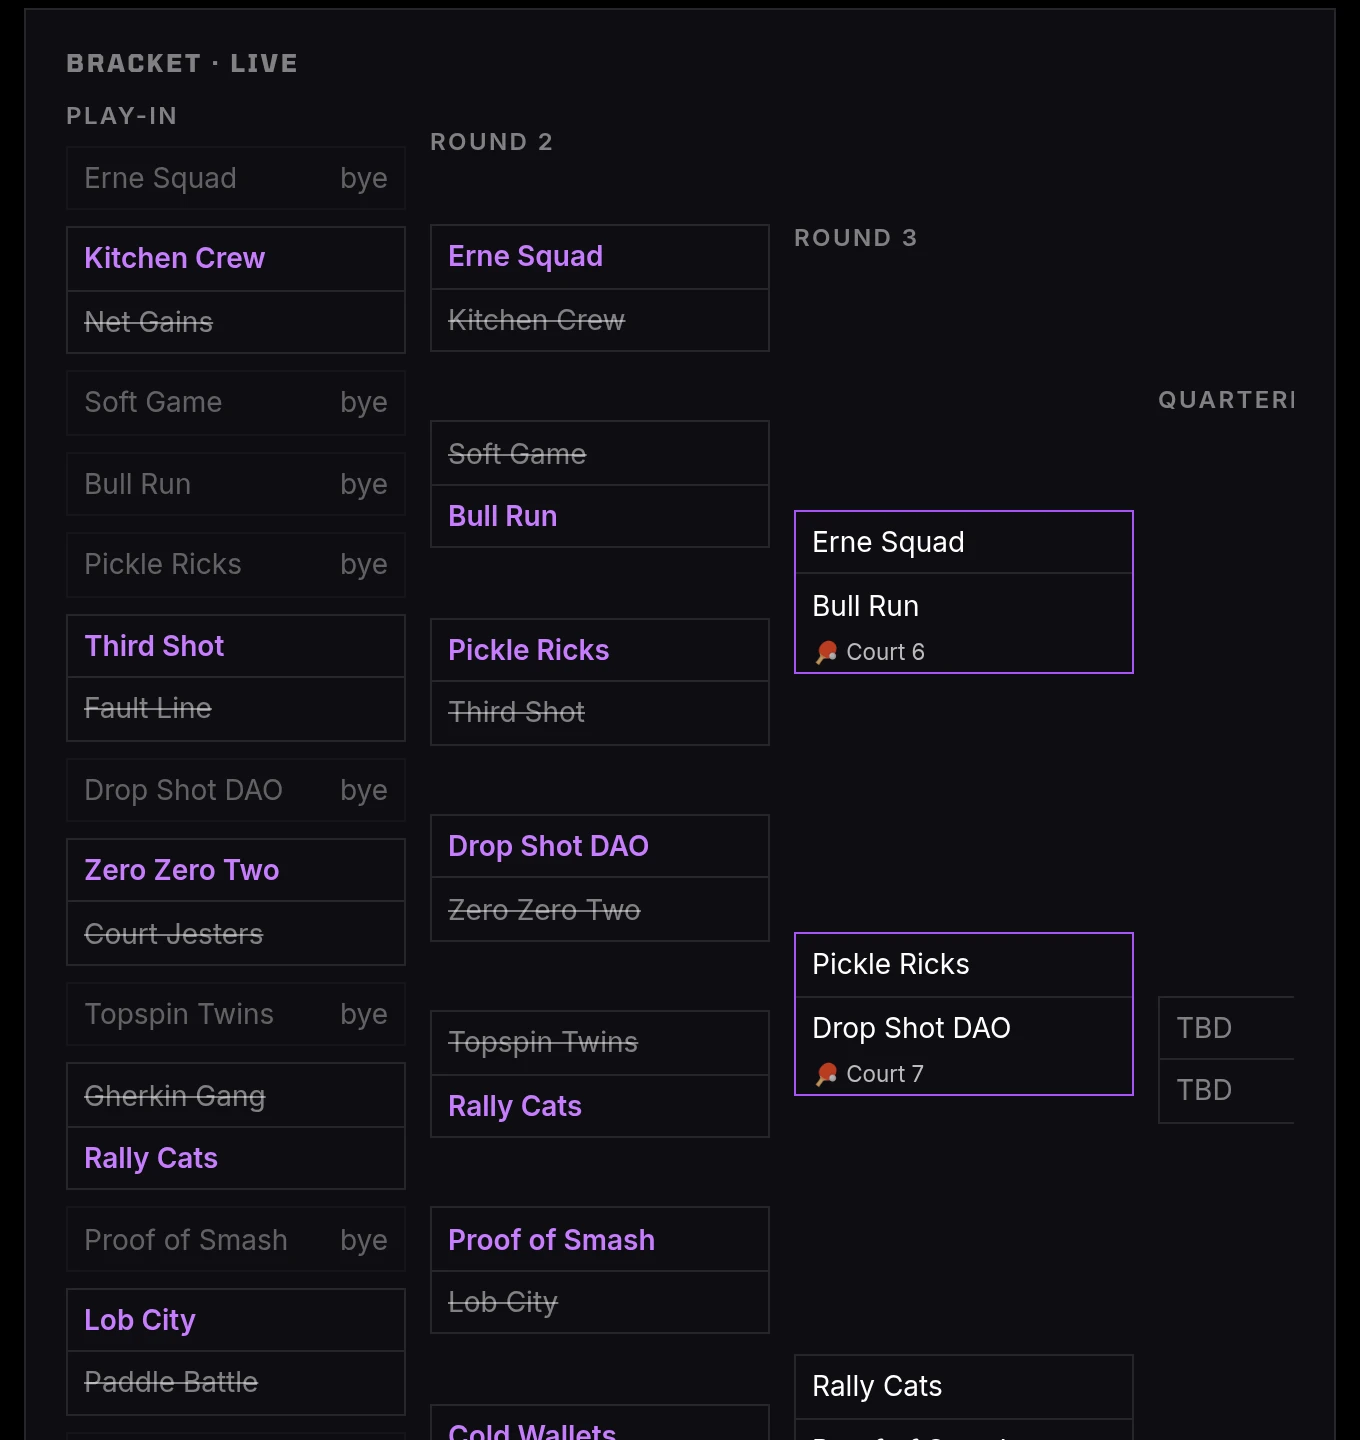 BRACKET · LIVE
PLAY-IN
Erne Squad bye
Kitchen Crew
Net Gains
Soft Game bye
Bull Run bye
Pickle Ricks bye
Third Shot
Fault Line
Drop Shot DAO bye
Zero Zero Two
Court Jesters
Topspin Twins bye
Gherkin Gang
Rally Cats
Proof of Smash bye
Lob City
Paddle Battle
ROUND 2
Erne Squad
Kitchen Crew
Soft Game
Bull Run
Pickle Ricks
Third Shot
Drop Shot DAO
Zero Zero Two
Topspin Twins
Rally Cats
Proof of Smash
Lob City
Cold Wallets
ROUND 3
Erne Squad
Bull Run
🏓 Court 6
Pickle Ricks
Drop Shot DAO
🏓 Court 7
Rally Cats
QUARTER
TBD
TBD